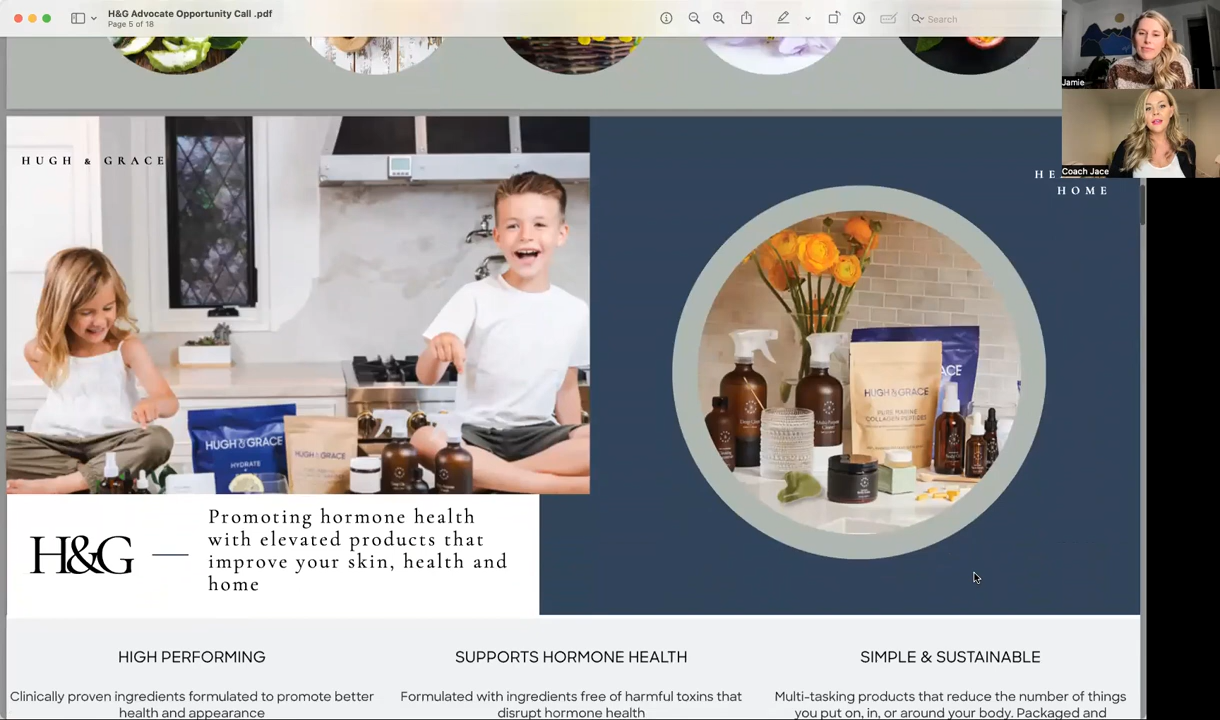 H&G Advocate Opportunity Call .pdf
Page 5 of 18
Search
Jamie
Coach Jace
HUGH & GRACE
HE
HOME
HUGH & GRACE
HYDRATE
HUGH & GRACE
ACE
HUGH & GRACE
PURE MARINE
COLLAGEN PEPTIDES
H&G
Promoting hormone health
with elevated products that
improve your skin, health and
home
HIGH PERFORMING
Clinically proven ingredients formulated to promote better
health and appearance
SUPPORTS HORMONE HEALTH
Formulated with ingredients free of harmful toxins that
disrupt hormone health
SIMPLE & SUSTAINABLE
Multi-tasking products that reduce the number of things
you put on, in, or around your body. Packaged and